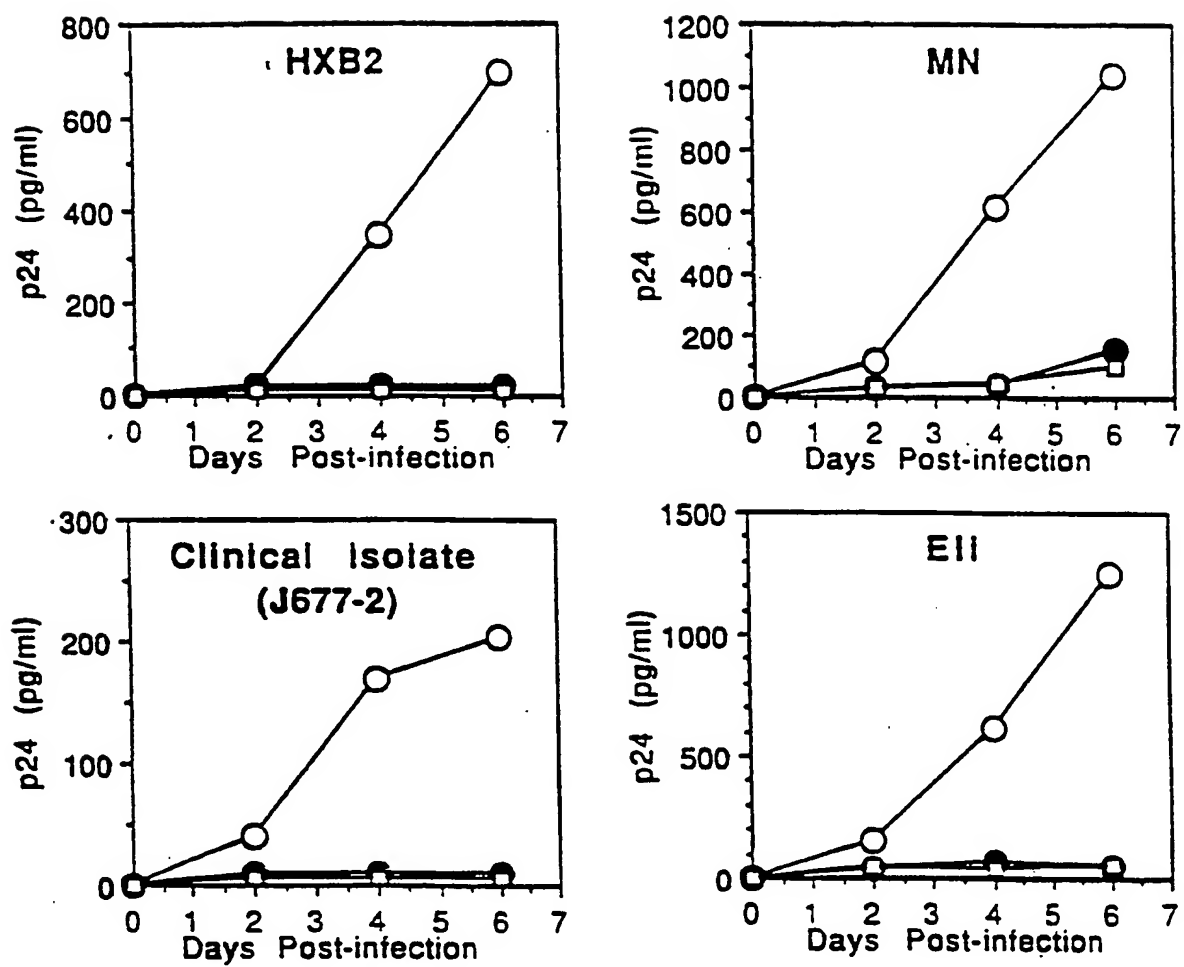 HXB2
p24 (pg/ml)
800
600
400
200
0
0 1 2 3 4 5 6 7
Days Post-infection
MN
p24 (pg/ml)
1200
1000
800
600
400
200
0
0 1 2 3 4 5 6 7
Days Post-infection
Clinical Isolate
(J677-2)
p24 (pg/ml)
300
200
100
0
0 1 2 3 4 5 6 7
Days Post-infection
Eli
p24 (pg/ml)
1500
1000
500
0
0 1 2 3 4 5 6 7
Days Post-infection